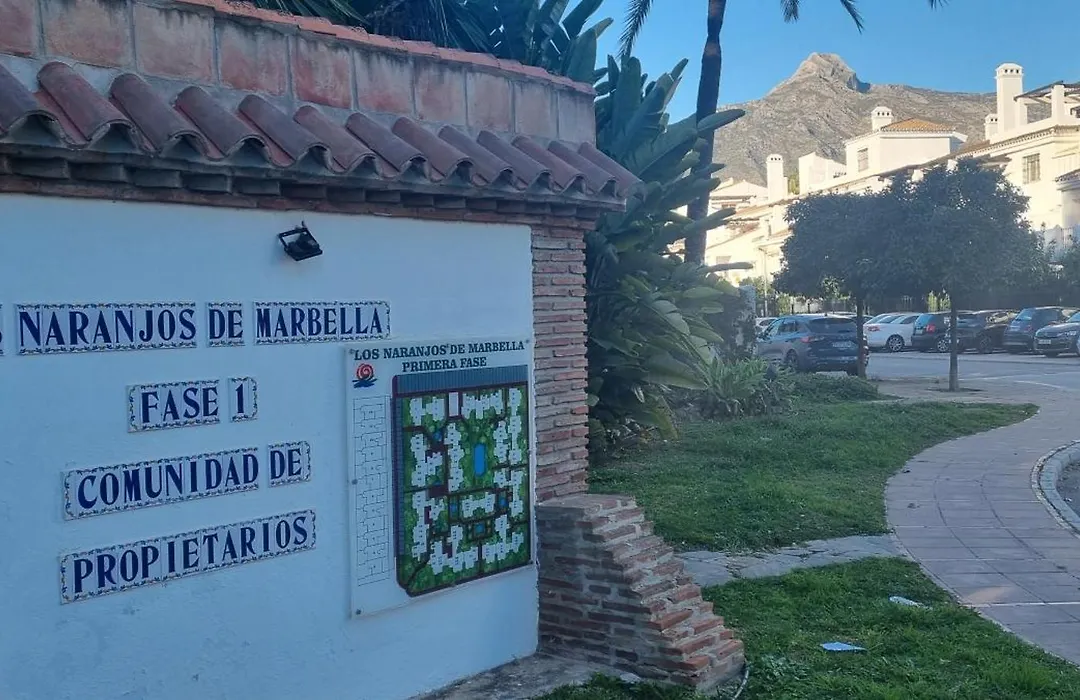 NARANJOS DE MARBELLA
FASE 1
COMUNIDAD DE
PROPIETARIOS
LOS NARANJOS DE MARBELLA
PRIMERA FASE